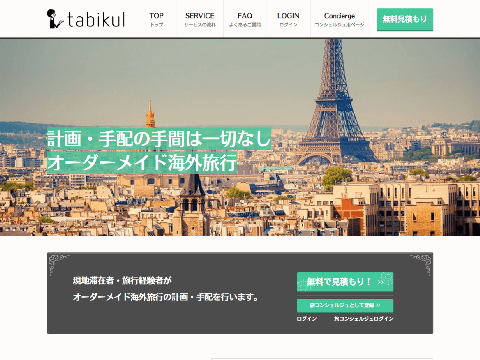 tabikul
TOP
トップ
SERVICE
サービスの流れ
FAQ
よくあるご質問
LOGIN
ログイン
Concierge
コンシェルジュページ
無料見積もり
計画・手配の手間は一切なし
オーダーメイド海外旅行
現地滞在者・旅行経験者が
オーダーメイド海外旅行の計画・手配を行います。
無料で見積もり！
旅コンシェルジュとして登録
ログイン
旅コンシェルジュログイン